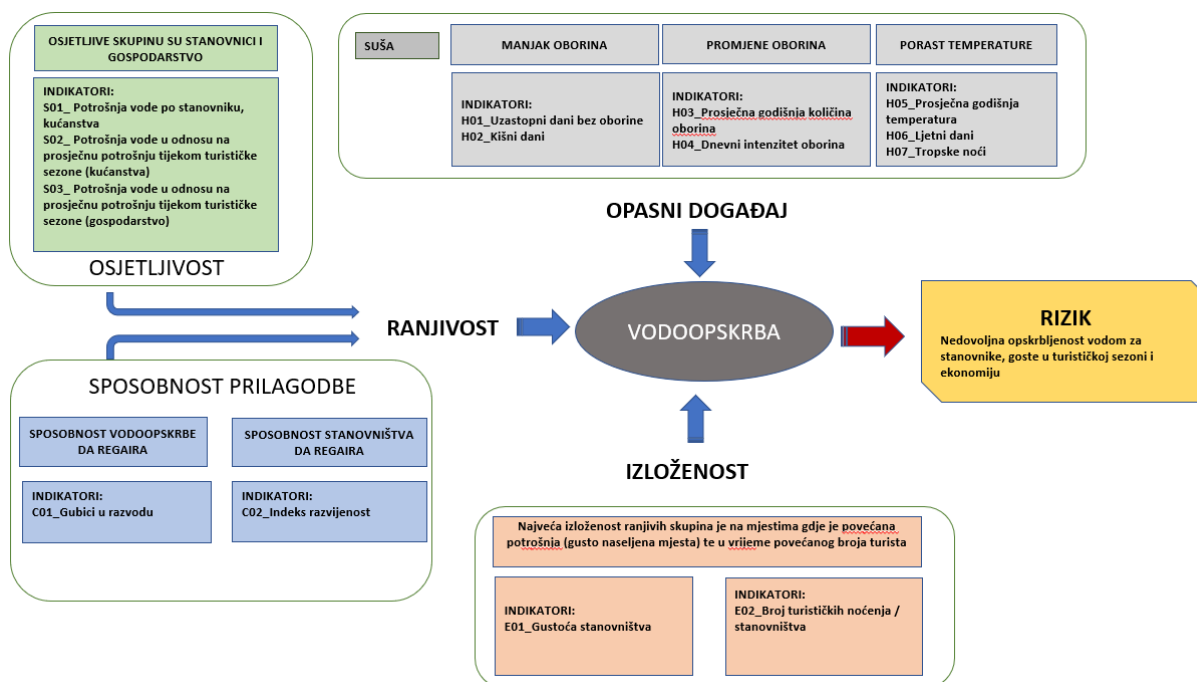 OSJETLJIVE SKUPINU SU STANOVNICI I
GOSPODARSTVO
INDIKATORI:
S01_ Potrošnja vode po stanovniku,
kućanstva
S02_ Potrošnja vode u odnosu na
prosječnu potrošnju tijekom turističke
sezone (kućanstva)
S03_ Potrošnja vode u odnosu na
prosječnu potrošnju tijekom turističke
sezone (gospodarstvo)
OSJETLJIVOST
SUŠA
MANJAK OBORINA
INDIKATORI:
H01_Uzastopni dani bez oborine
H02_Kišni dani
PROMJENE OBORINA
INDIKATORI:
H03_Prosječna godišnja količina
oborina
H04_Dnevni intenzitet oborina
PORAST TEMPERATURE
INDIKATORI:
H05_Prosječna godišnja
temperatura
H06_Ljetni dani
H07_Tropske noći
OPASNI DOGAĐAJ
RANJIVOST
VODOOPSKRBA
RIZIK
Nedovoljna opskrbljenost vodom za
stanovnike, goste u turističkoj sezoni i
ekonomiju
SPOSOBNOST PRILAGODBE
SPOSOBNOST VODOOPSKRBE
DA REGAIRA
INDIKATORI:
C01_Gubici u razvodu
SPOSOBNOST STANOVNIŠTVA
DA REGAIRA
INDIKATORI:
C02_Indeks razvijenost
IZLOŽENOST
Najveća izloženost ranjivih skupina je na mjestima gdje je povećana
potrošnja (gusto naseljena mjesta) te u vrijeme povećanog broja turista
INDIKATORI:
E01_Gustoća stanovništva
INDIKATORI:
E02_Broj turističkih noćenja /
stanovništva